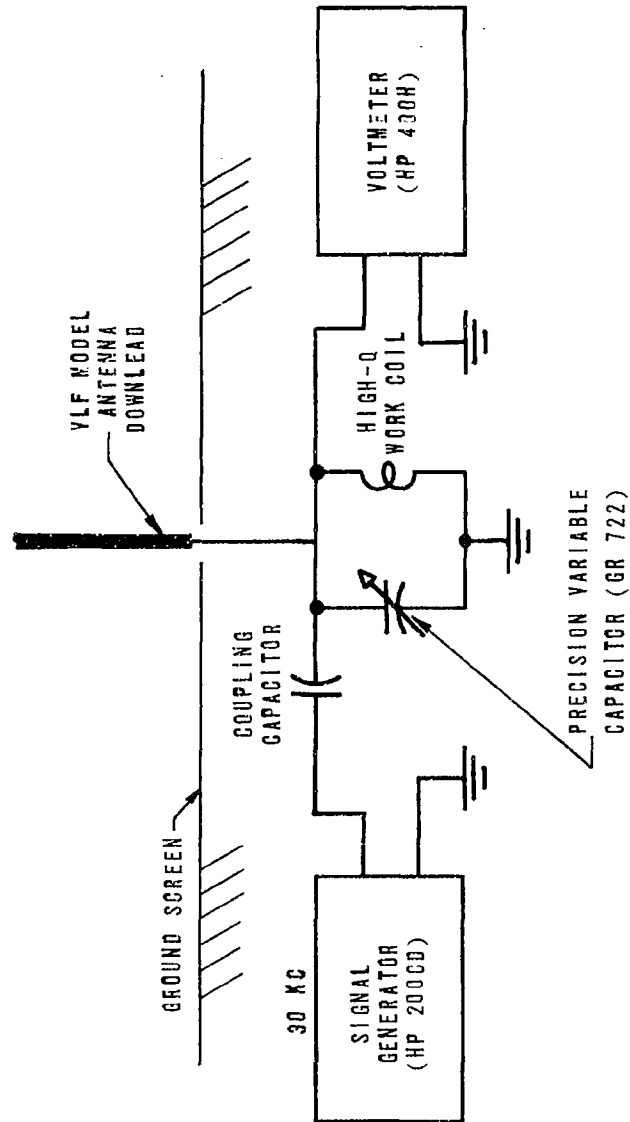 VLF MODEL
ANTENNA
DOWNLEAD
GROUND SCREEN
COUPLING
CAPACITOR
30 KC
SIGNAL
GENERATOR
(HP 200CD)
HIGH-Q
WORK COIL
VOLTMETER
(HP 400H)
PRECISION VARIABLE
CAPACITOR (GR 722)